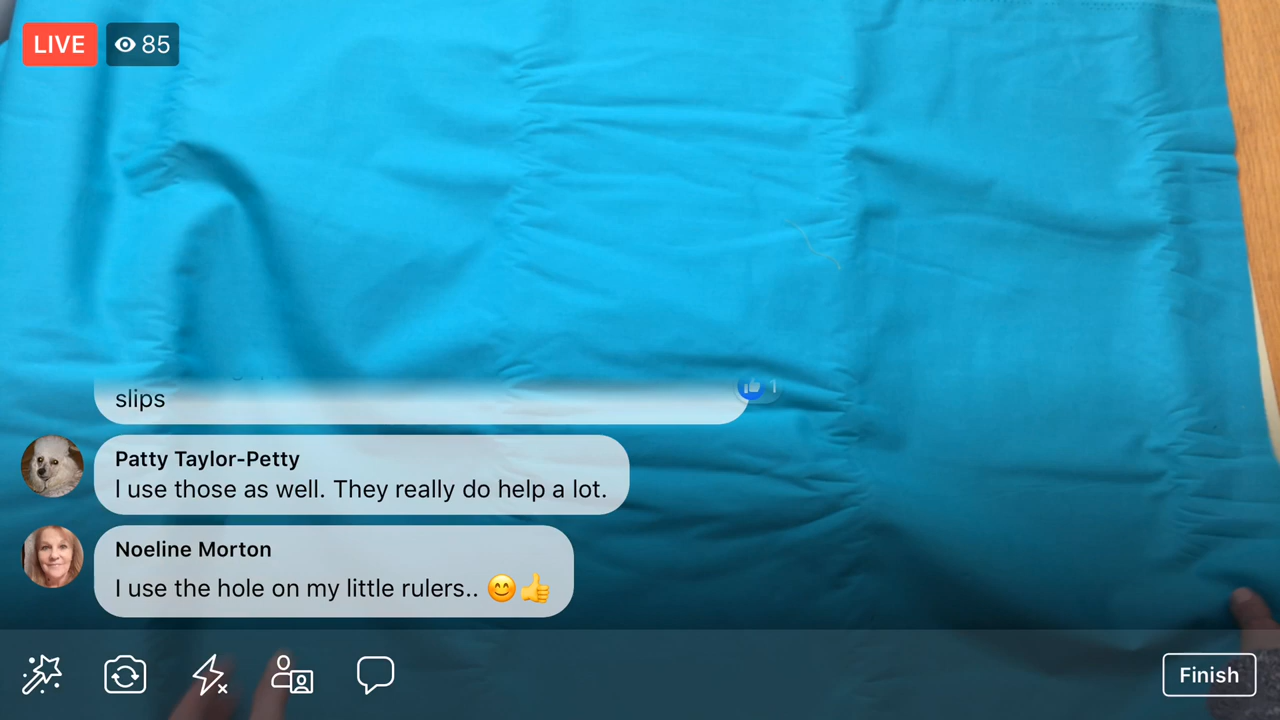 LIVE 85
slips
1
Patty Taylor-Petty
I use those as well. They really do help a lot.
Noeline Morton
I use the hole on my little rulers.. 😊👍
Finish